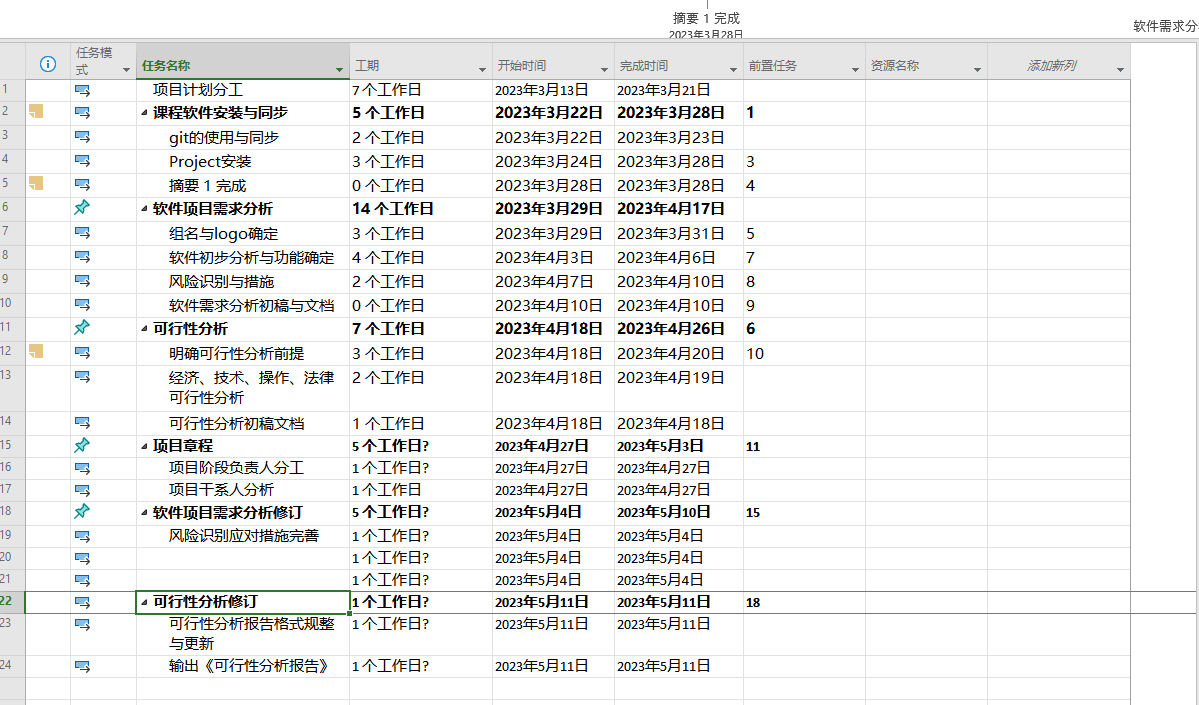 摘要 1 完成
2023年3月28日
软件需求分
任务模式 任务名称 工期 开始时间 完成时间 前置任务 资源名称 添加新列
1 项目计划分工 7 个工作日 2023年3月13日 2023年3月21日
2 课程软件安装与同步 5 个工作日 2023年3月22日 2023年3月28日 1
3 git的使用与同步 2 个工作日 2023年3月22日 2023年3月23日
4 Project安装 3 个工作日 2023年3月24日 2023年3月28日 3
5 摘要 1 完成 0 个工作日 2023年3月28日 2023年3月28日 4
6 软件项目需求分析 14 个工作日 2023年3月29日 2023年4月17日
7 组名与logo确定 3 个工作日 2023年3月29日 2023年3月31日 5
8 软件初步分析与功能确定 4 个工作日 2023年4月3日 2023年4月6日 7
9 风险识别与措施 2 个工作日 2023年4月7日 2023年4月10日 8
10 软件需求分析初稿与文档 0 个工作日 2023年4月10日 2023年4月10日 9
11 可行性分析 7 个工作日 2023年4月18日 2023年4月26日 6
12 明确可行性分析前提 3 个工作日 2023年4月18日 2023年4月20日 10
13 经济、技术、操作、法律 2 个工作日 2023年4月18日 2023年4月19日
可行性分析
14 可行性分析初稿文档 1 个工作日 2023年4月18日 2023年4月18日
15 项目章程 5 个工作日? 2023年4月27日 2023年5月3日 11
16 项目阶段负责人分工 1 个工作日? 2023年4月27日 2023年4月27日
17 项目干系人分析 1 个工作日 2023年4月27日 2023年4月27日
18 软件项目需求分析修订 5 个工作日? 2023年5月4日 2023年5月10日 15
19 风险识别应对措施完善 1 个工作日? 2023年5月4日 2023年5月4日
20 1 个工作日? 2023年5月4日 2023年5月4日
21 1 个工作日? 2023年5月4日 2023年5月4日
22 可行性分析修订 1 个工作日? 2023年5月11日 2023年5月11日 18
23 可行性分析报告格式规整 1 个工作日? 2023年5月11日 2023年5月11日
与更新
24 输出《可行性分析报告》 1 个工作日? 2023年5月11日 2023年5月11日